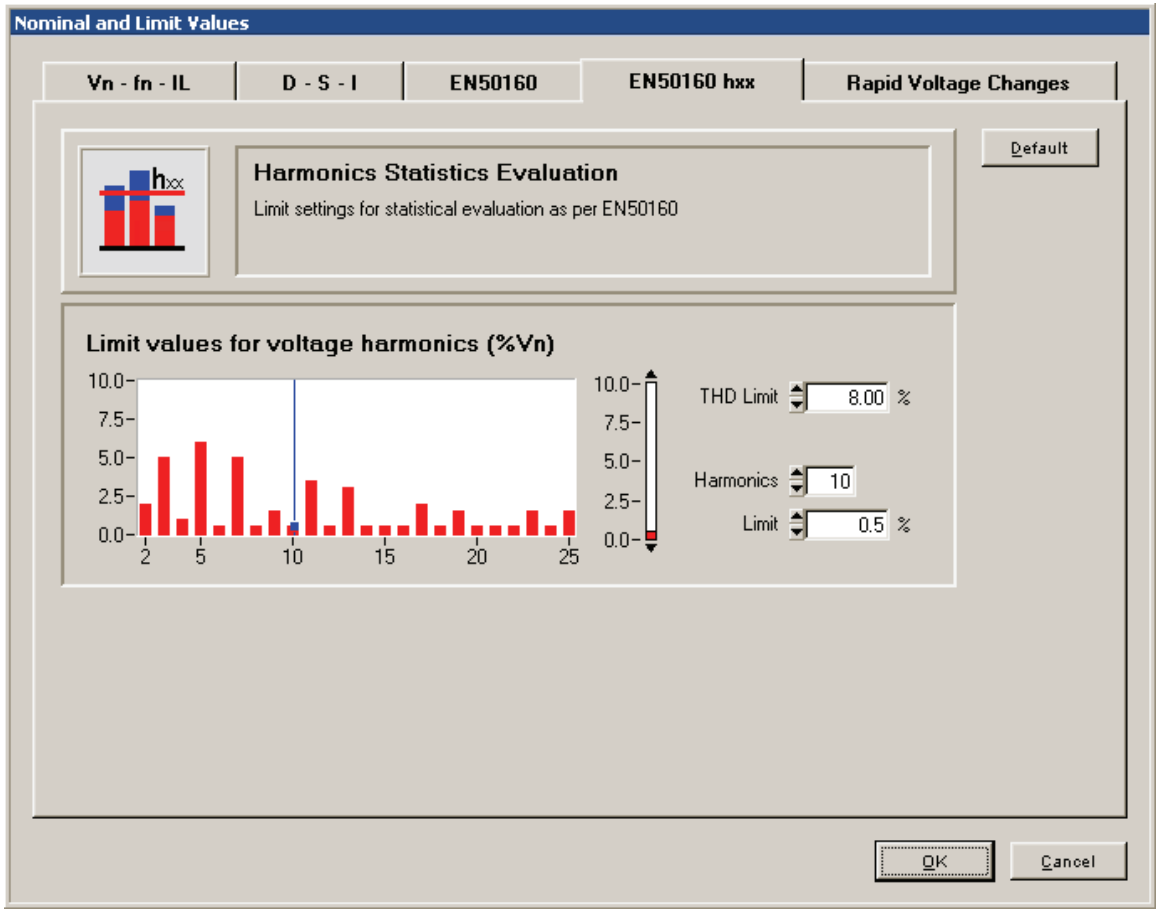 Nominal and Limit Values
Vn - fn - IL
D - S - I
EN50160
EN50160 hxx
Rapid Voltage Changes
hxx
Harmonics Statistics Evaluation
Limit settings for statistical evaluation as per EN50160
Default
Limit values for voltage harmonics (%Vn)
10.0
7.5
5.0
2.5
0.0
2 5 10 15 20 25
10.0
7.5
5.0
2.5
0.0
THD Limit 8.00 %
Harmonics 10
Limit 0.5 %
OK
Cancel